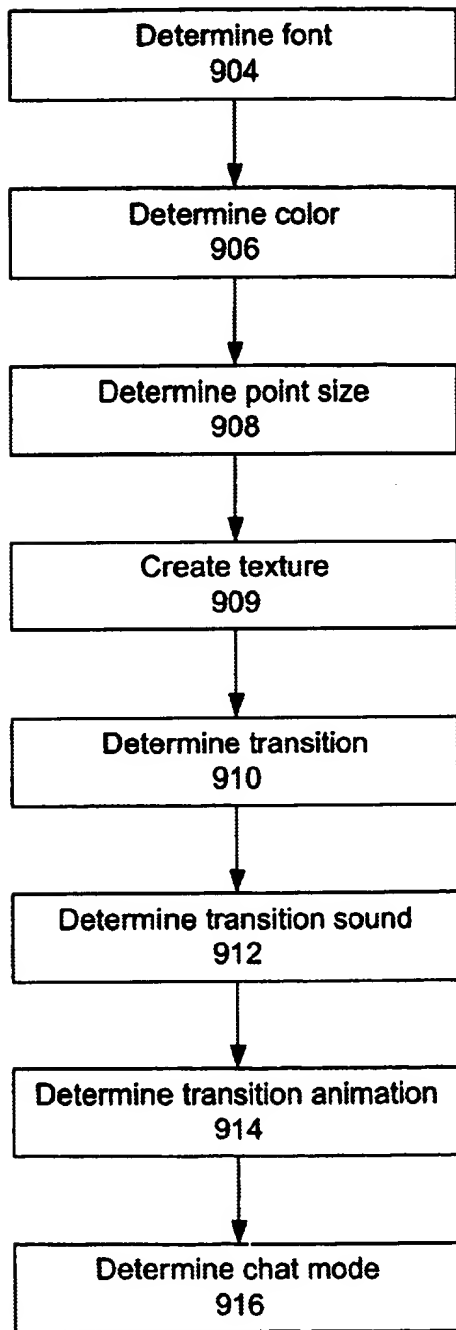 Determine font
904
Determine color
906
Determine point size
908
Create texture
909
Determine transition
910
Determine transition sound
912
Determine transition animation
914
Determine chat mode
916